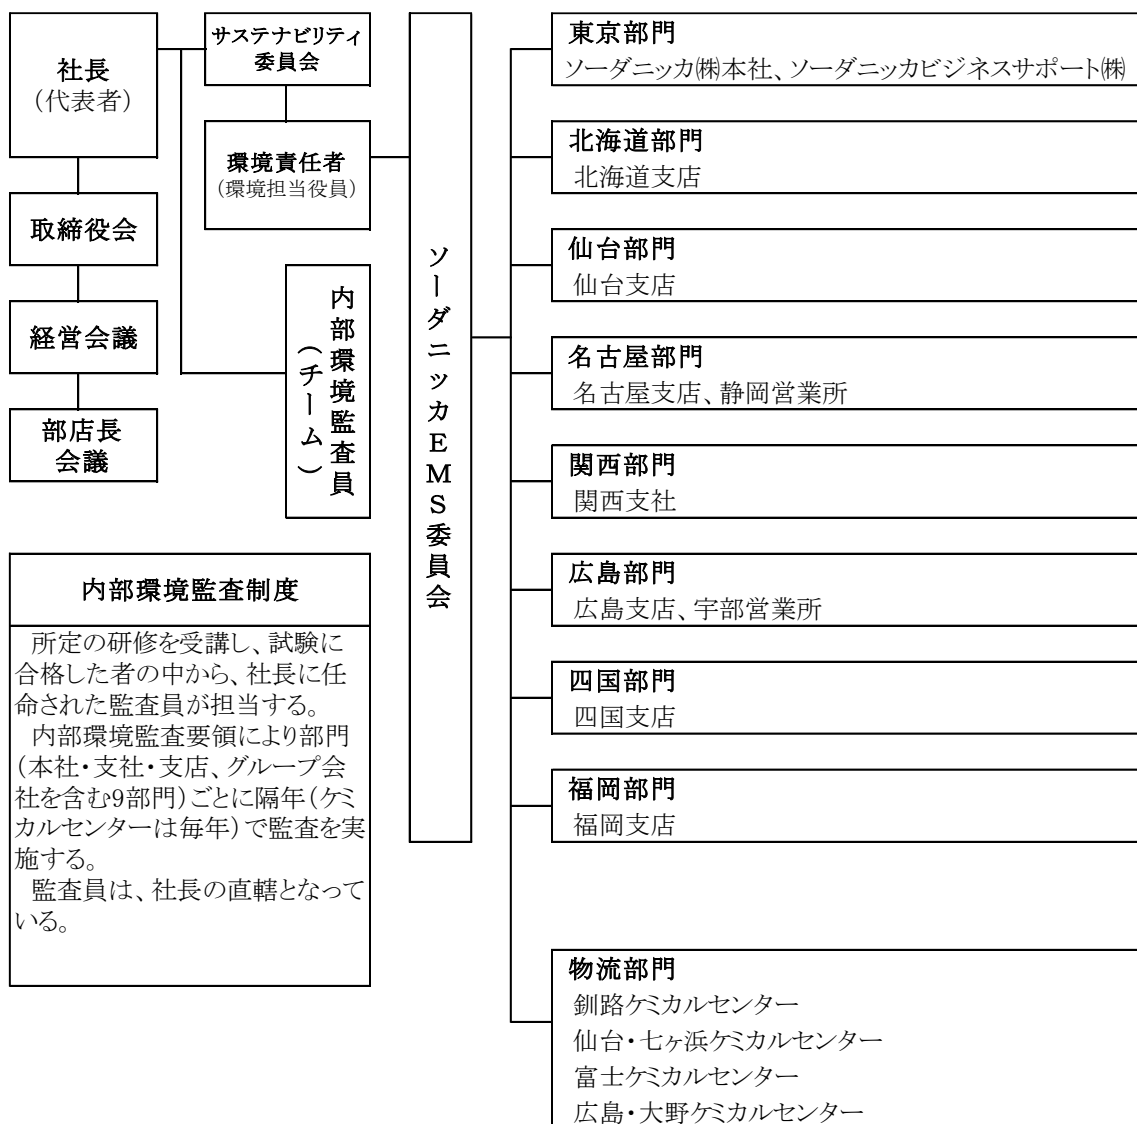 社長
（代表者）
取締役会
経営会議
部店長
会議
サステナビリティ
委員会
環境責任者
（環境担当役員）
内部環境監査員
（チーム）
内部環境監査制度
所定の研修を受講し、試験に
合格した者の中から、社長に任
命された監査員が担当する。
内部環境監査要領により部門
（本社・支社・支店、グループ会
社を含む9部門）ごとに隔年（ケミ
カルセンターは毎年）で監査を実
施する。
監査員は、社長の直轄となって
いる。
ソーダニッカEMS委員会
東京部門
ソーダニッカ㈱本社、ソーダニッカビジネスサポート㈱
北海道部門
北海道支店
仙台部門
仙台支店
名古屋部門
名古屋支店、静岡営業所
関西部門
関西支社
広島部門
広島支店、宇部営業所
四国部門
四国支店
福岡部門
福岡支店
物流部門
釧路ケミカルセンター
仙台・七ヶ浜ケミカルセンター
富士ケミカルセンター
広島・大野ケミカルセンター